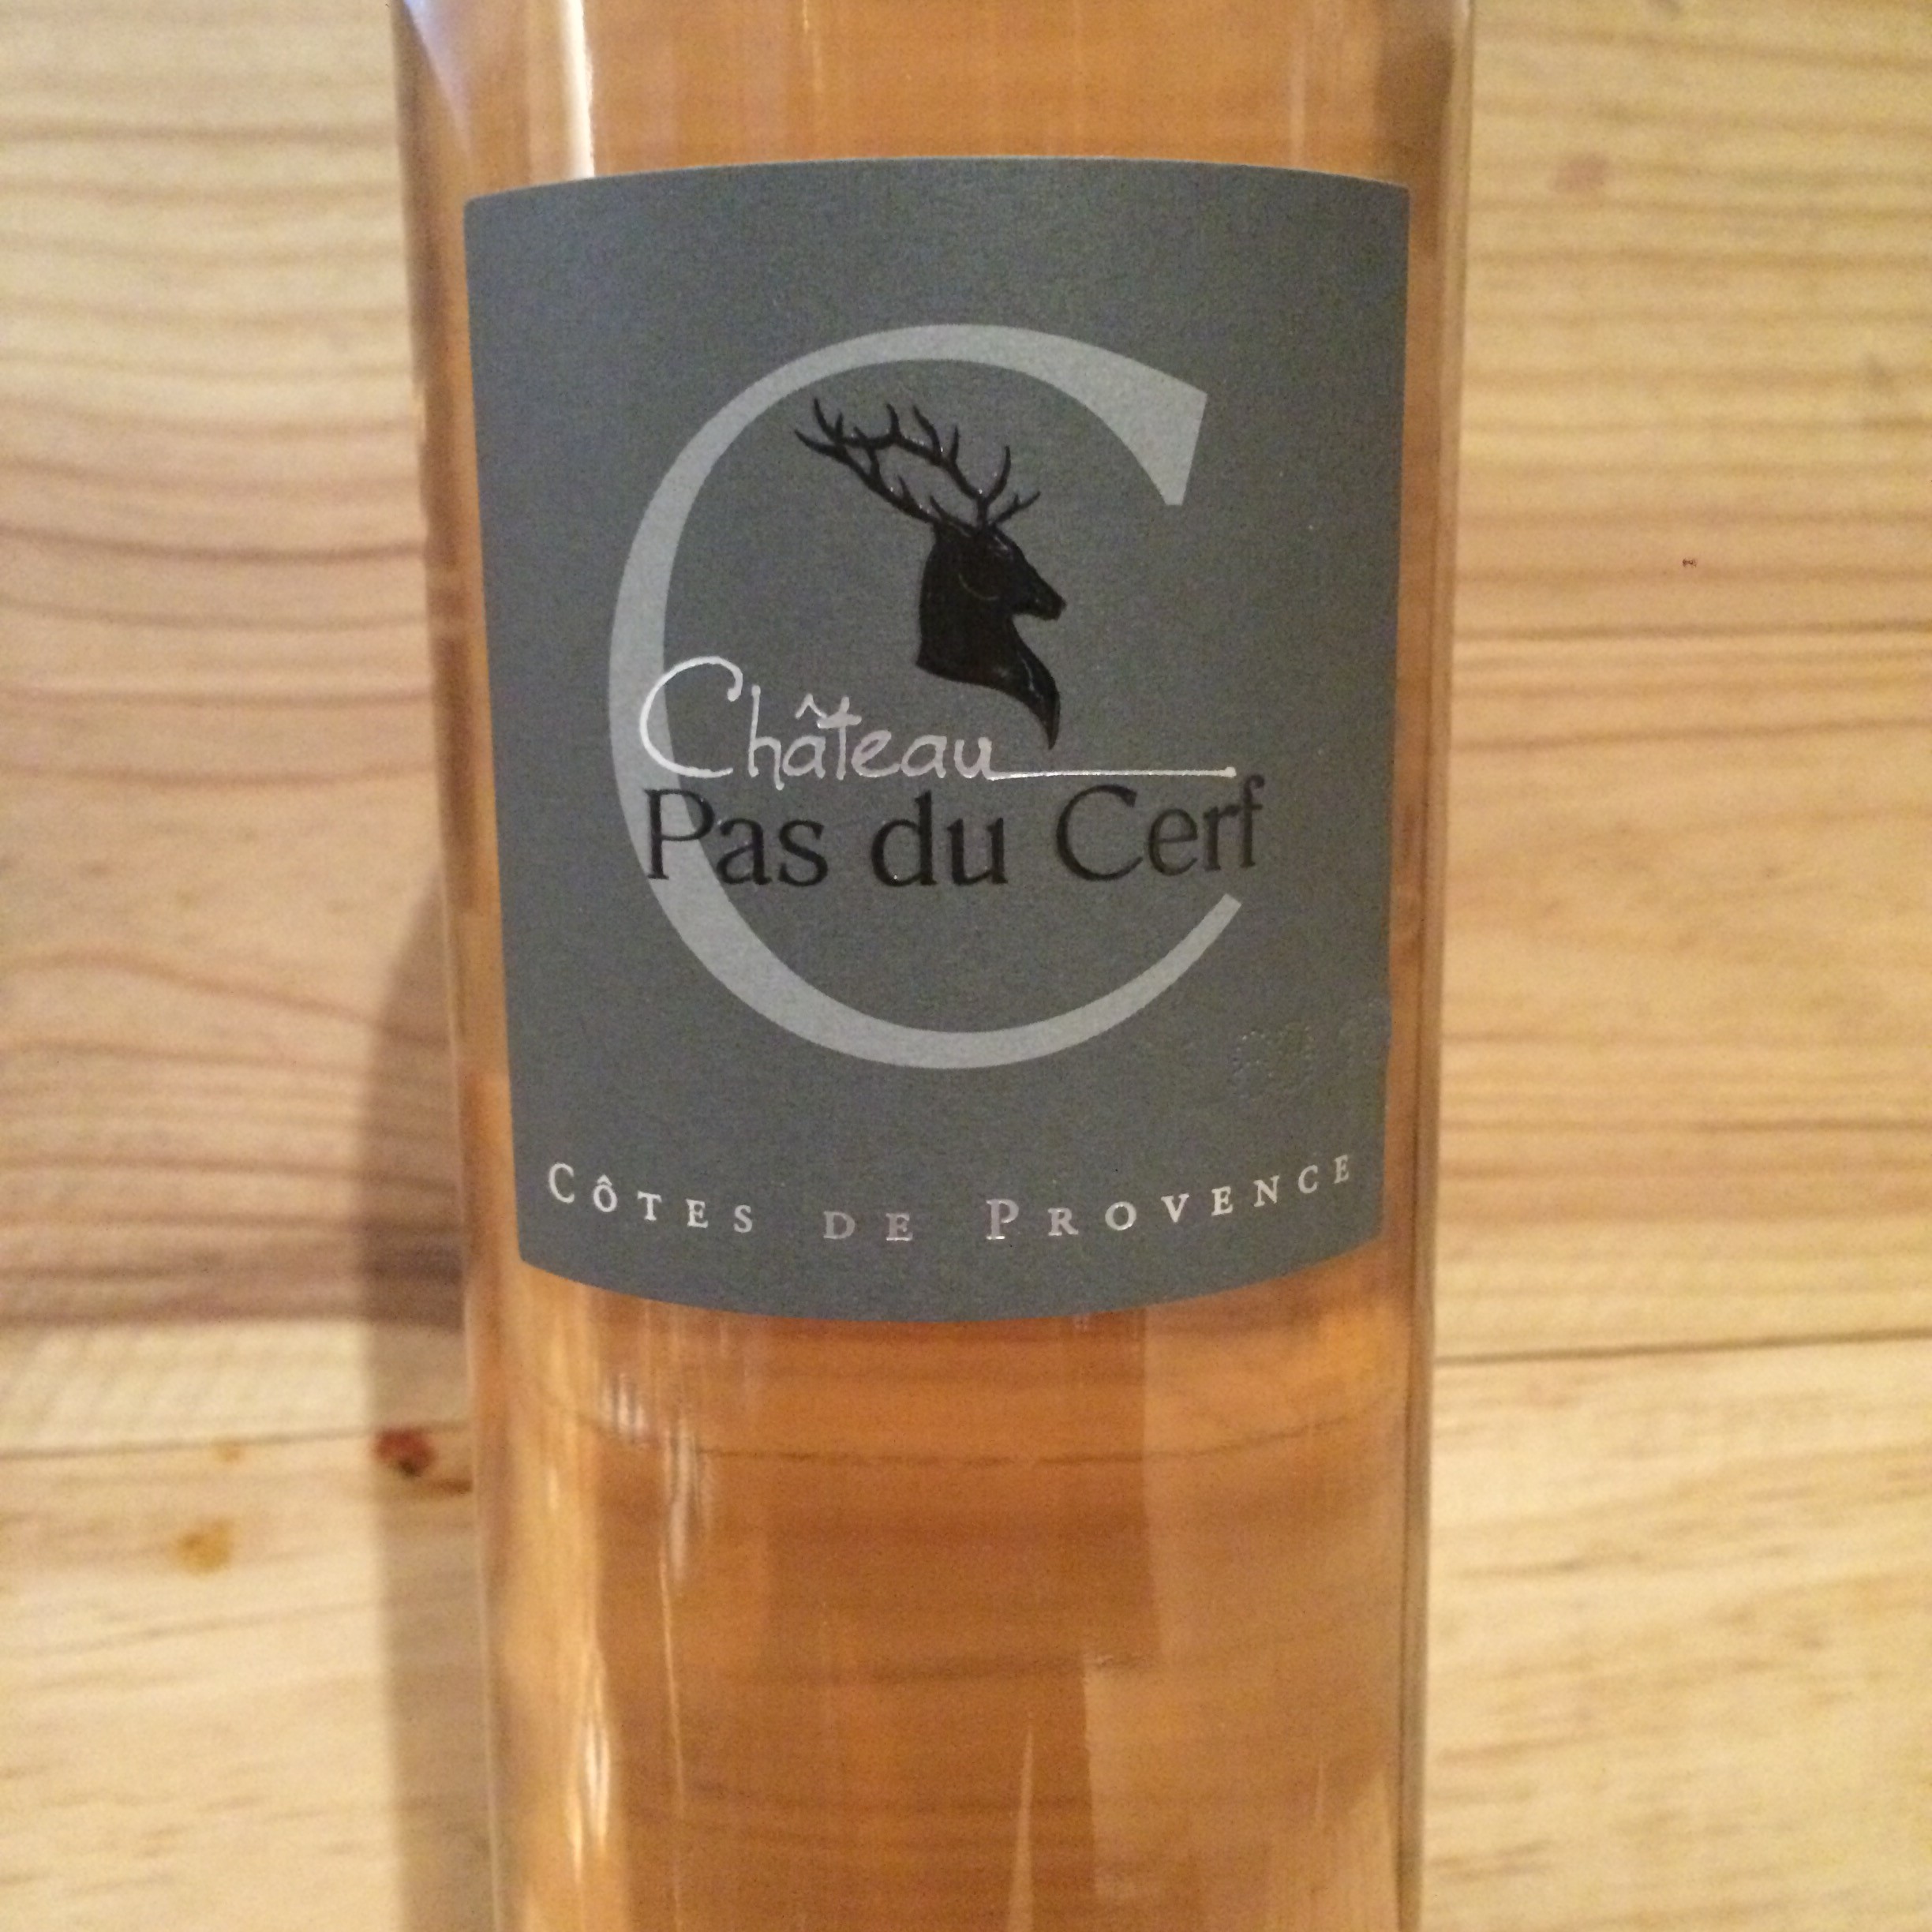 Château
Pas du Cerf
CÔTES DE PROVENCE